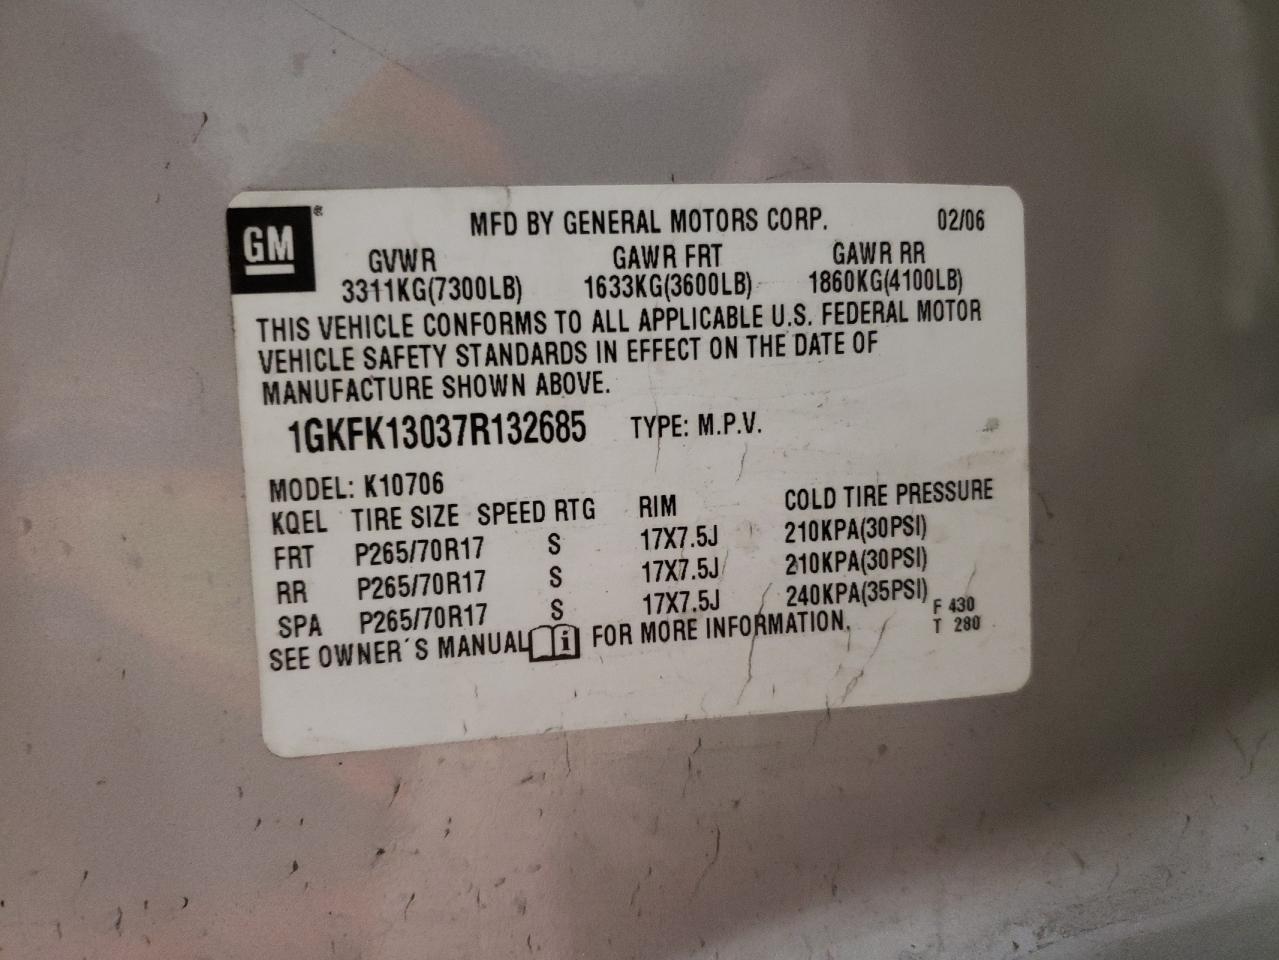 GM ®
MFD BY GENERAL MOTORS CORP. 02/06
GVWR GAWR FRT GAWR RR
3311KG(7300LB) 1633KG(3600LB) 1860KG(4100LB)
THIS VEHICLE CONFORMS TO ALL APPLICABLE U.S. FEDERAL MOTOR
VEHICLE SAFETY STANDARDS IN EFFECT ON THE DATE OF
MANUFACTURE SHOWN ABOVE.
1GKFK13037R132685 TYPE: M.P.V.
MODEL: K10706
KQEL TIRE SIZE SPEED RTG RIM COLD TIRE PRESSURE
FRT P265/70R17 S 17X7.5J 210KPA(30PSI)
RR P265/70R17 S 17X7.5J 210KPA(30PSI)
SPA P265/70R17 S 17X7.5J 240KPA(35PSI)
SEE OWNER´S MANUAL i FOR MORE INFORMATION.
F 430
T 280